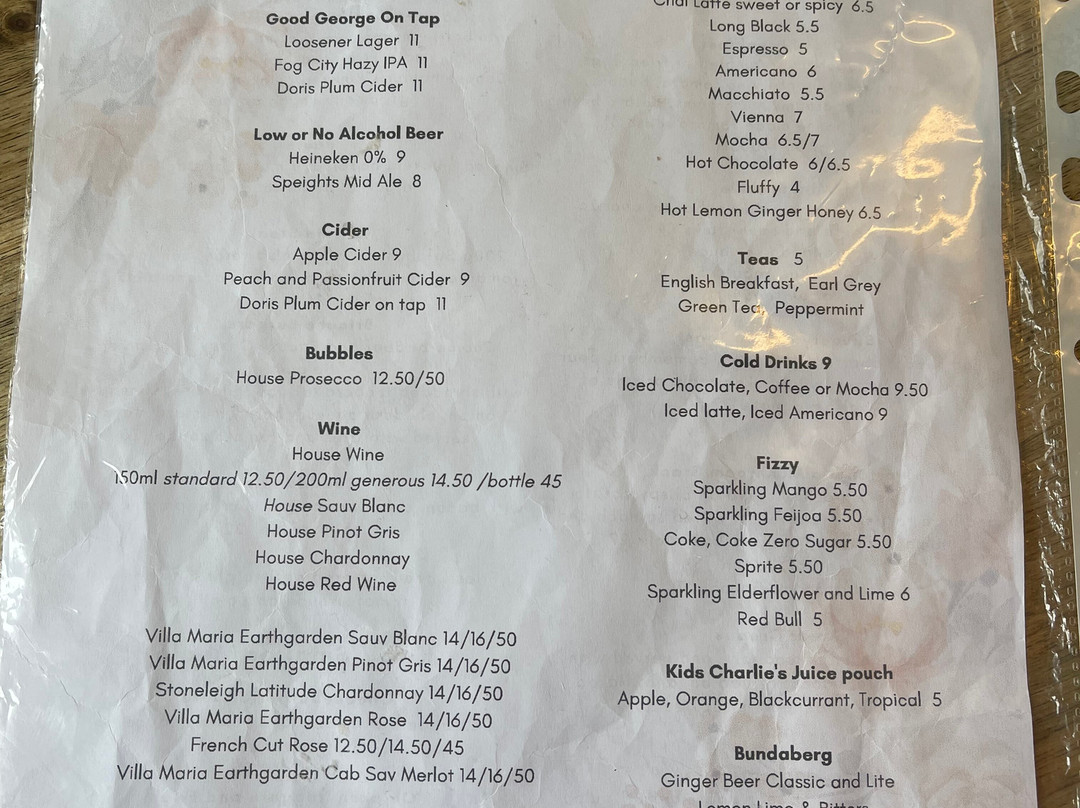 Good George On Tap
Loosener Lager 11
Fog City Hazy IPA 11
Doris Plum Cider 11
Low or No Alcohol Beer
Heineken 0% 9
Speights Mid Ale 8
Cider
Apple Cider 9
Peach and Passionfruit Cider 9
Doris Plum Cider on tap 11
Bubbles
House Prosecco 12.50/50
Wine
House Wine
150ml standard 12.50/200ml generous 14.50 /bottle 45
House Sauv Blanc
House Pinot Gris
House Chardonnay
House Red Wine
Villa Maria Earthgarden Sauv Blanc 14/16/50
Villa Maria Earthgarden Pinot Gris 14/16/50
Stoneleigh Latitude Chardonnay 14/16/50
Villa Maria Earthgarden Rose 14/16/50
French Cut Rose 12.50/14.50/45
Villa Maria Earthgarden Cab Sav Merlot 14/16/50
Chai Latte sweet or spicy 6.5
Long Black 5.5
Espresso 5
Americano 6
Macchiato 5.5
Vienna 7
Mocha 6.5/7
Hot Chocolate 6/6.5
Fluffy 4
Hot Lemon Ginger Honey 6.5
Teas 5
English Breakfast, Earl Grey
Green Tea, Peppermint
Cold Drinks 9
Iced Chocolate, Coffee or Mocha 9.50
Iced latte, Iced Americano 9
Fizzy
Sparkling Mango 5.50
Sparkling Feijoa 5.50
Coke, Coke Zero Sugar 5.50
Sprite 5.50
Sparkling Elderflower and Lime 6
Red Bull 5
Kids Charlie's Juice pouch
Apple, Orange, Blackcurrant, Tropical 5
Bundaberg
Ginger Beer Classic and Lite
Lemon Lime & Bitters